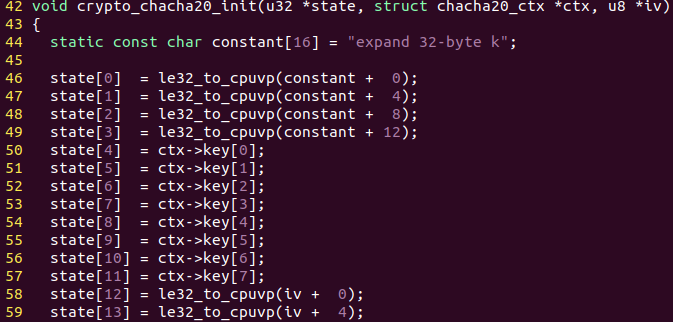 42 void crypto_chacha20_init(u32 *state, struct chacha20_ctx *ctx, u8 *iv)
43 {
44   static const char constant[16] = "expand 32-byte k";
45
46   state[0]  = le32_to_cpuvp(constant +  0);
47   state[1]  = le32_to_cpuvp(constant +  4);
48   state[2]  = le32_to_cpuvp(constant +  8);
49   state[3]  = le32_to_cpuvp(constant + 12);
50   state[4]  = ctx->key[0];
51   state[5]  = ctx->key[1];
52   state[6]  = ctx->key[2];
53   state[7]  = ctx->key[3];
54   state[8]  = ctx->key[4];
55   state[9]  = ctx->key[5];
56   state[10] = ctx->key[6];
57   state[11] = ctx->key[7];
58   state[12] = le32_to_cpuvp(iv +  0);
59   state[13] = le32_to_cpuvp(iv +  4);